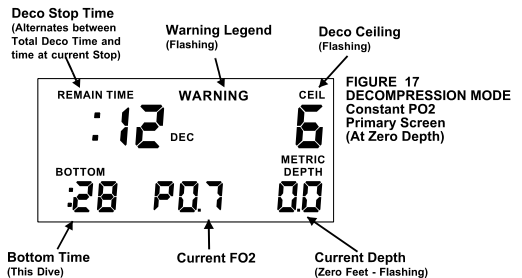 Deco Stop Time
(Alternates between
Total Deco Time and
time at current Stop)
Warning Legend
(Flashing)
Deco Ceiling
(Flashing)
REMAIN TIME
WARNING
CEIL
:12
DEC
6
BOTTOM
METRIC
DEPTH
:28
P0.7
0.0
FIGURE 17
DECOMPRESSION MODE
Constant PO2
Primary Screen
(At Zero Depth)
Bottom Time
(This Dive)
Current FO2
Current Depth
(Zero Feet - Flashing)